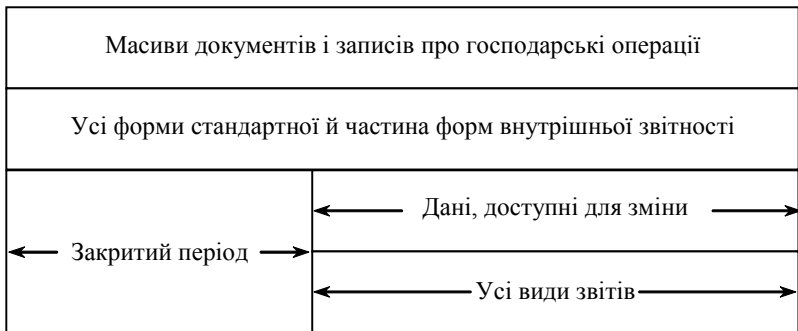 Масиви документів і записів про господарські операції
Усі форми стандартної й частина форм внутрішньої звітності
Дані, доступні для зміни
Закритий період
Усі види звітів